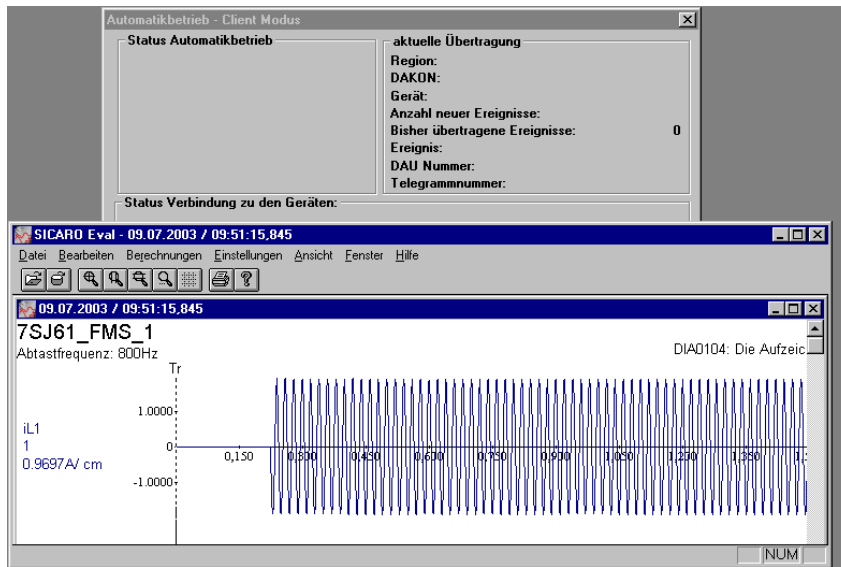 Automatikbetrieb - Client Modus
Status Automatikbetrieb
aktuelle Übertragung
Region:
DAKON:
Gerät:
Anzahl neuer Ereignisse:
Bisher übertragene Ereignisse: 0
Ereignis:
DAU Nummer:
Telegrammnummer:
Status Verbindung zu den Geräten:
SICARO Eval - 09.07.2003 / 09:51:15,845
Datei Bearbeiten Berechnungen Einstellungen Ansicht Fenster Hilfe
09.07.2003 / 09:51:15,845
7SJ61_FMS_1
Abtastfrequenz: 800Hz
DIA0104: Die Aufzeic
Tr
1.0000
iL1
1
0
0.9697A/ cm
-1.0000
0,150 0,300 0,450 0,600 0,750 0,900 1,050 1,200 1,350
NUM